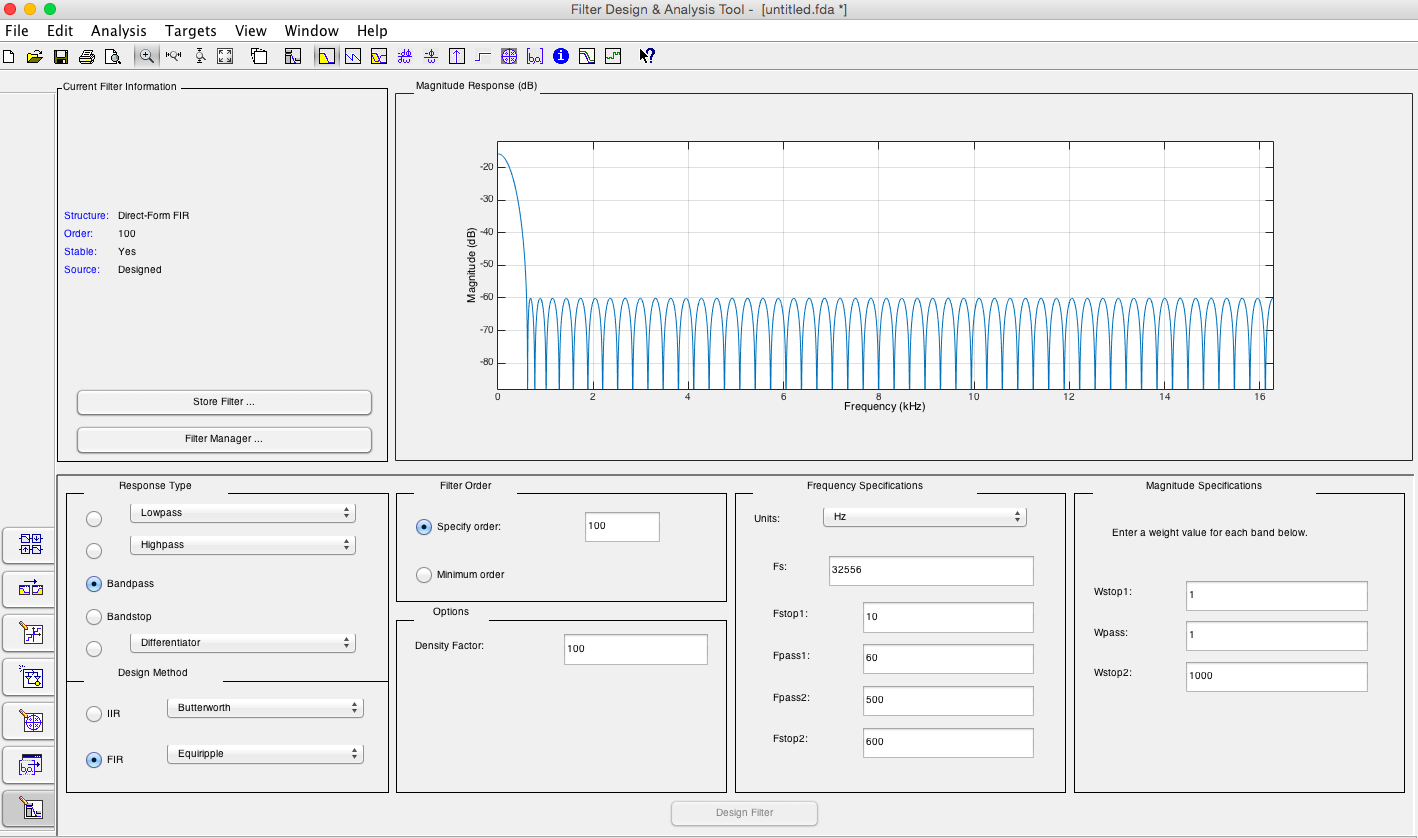 Filter Design & Analysis Tool - [untitled.fda *]
File Edit Analysis Targets View Window Help
Current Filter Information
Structure: Direct-Form FIR
Order: 100
Stable: Yes
Source: Designed
Store Filter ...
Filter Manager ...
Magnitude Response (dB)
Magnitude (dB)
-20
-30
-40
-50
-60
-70
-80
0 2 4 6 8 10 12 14 16
Frequency (kHz)
Response Type
Lowpass
Highpass
Bandpass
Bandstop
Differentiator
Design Method
IIR Butterworth
FIR Equiripple
Filter Order
Specify order: 100
Minimum order
Options
Density Factor: 100
Frequency Specifications
Units: Hz
Fs: 32556
Fstop1: 10
Fpass1: 60
Fpass2: 500
Fstop2: 600
Magnitude Specifications
Enter a weight value for each band below.
Wstop1: 1
Wpass: 1
Wstop2: 1000
Design Filter